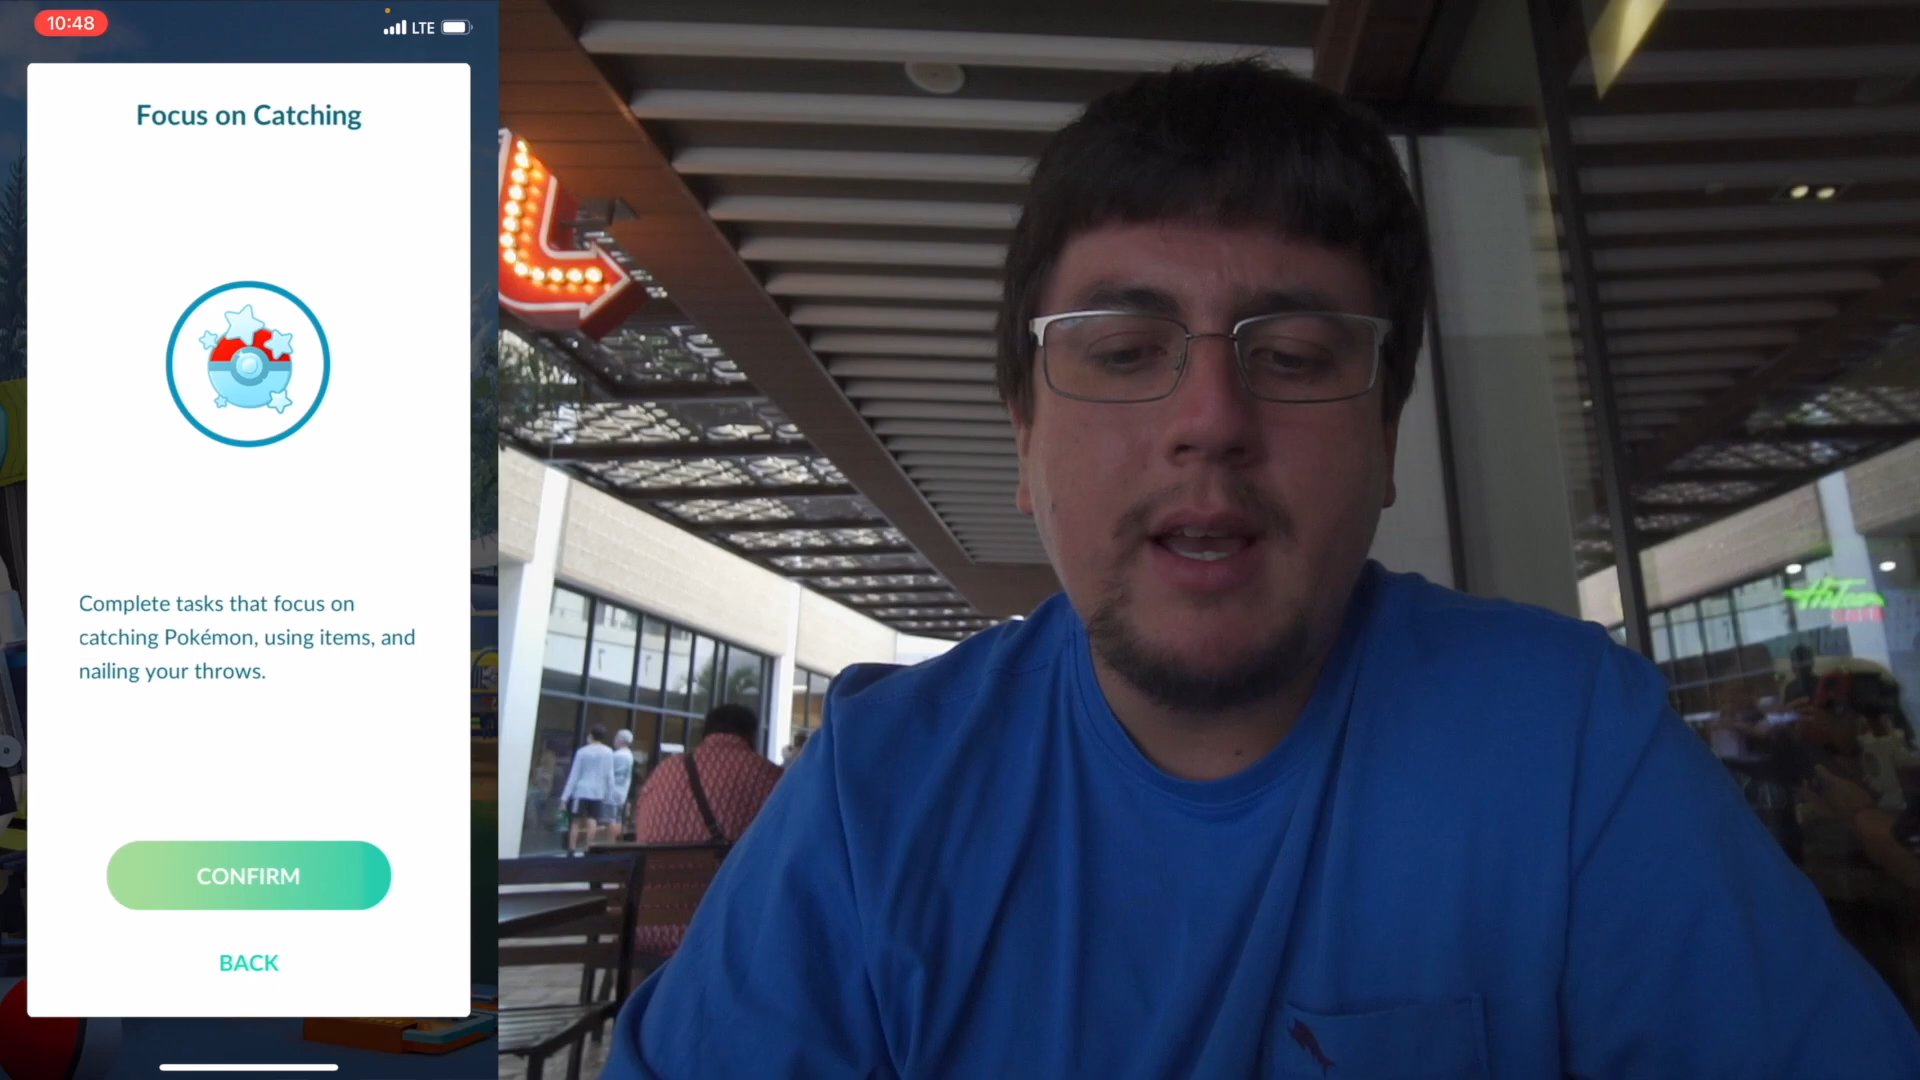 10:48
LTE
Focus on Catching
Complete tasks that focus on
catching Pokémon, using items, and
nailing your throws.
CONFIRM
BACK